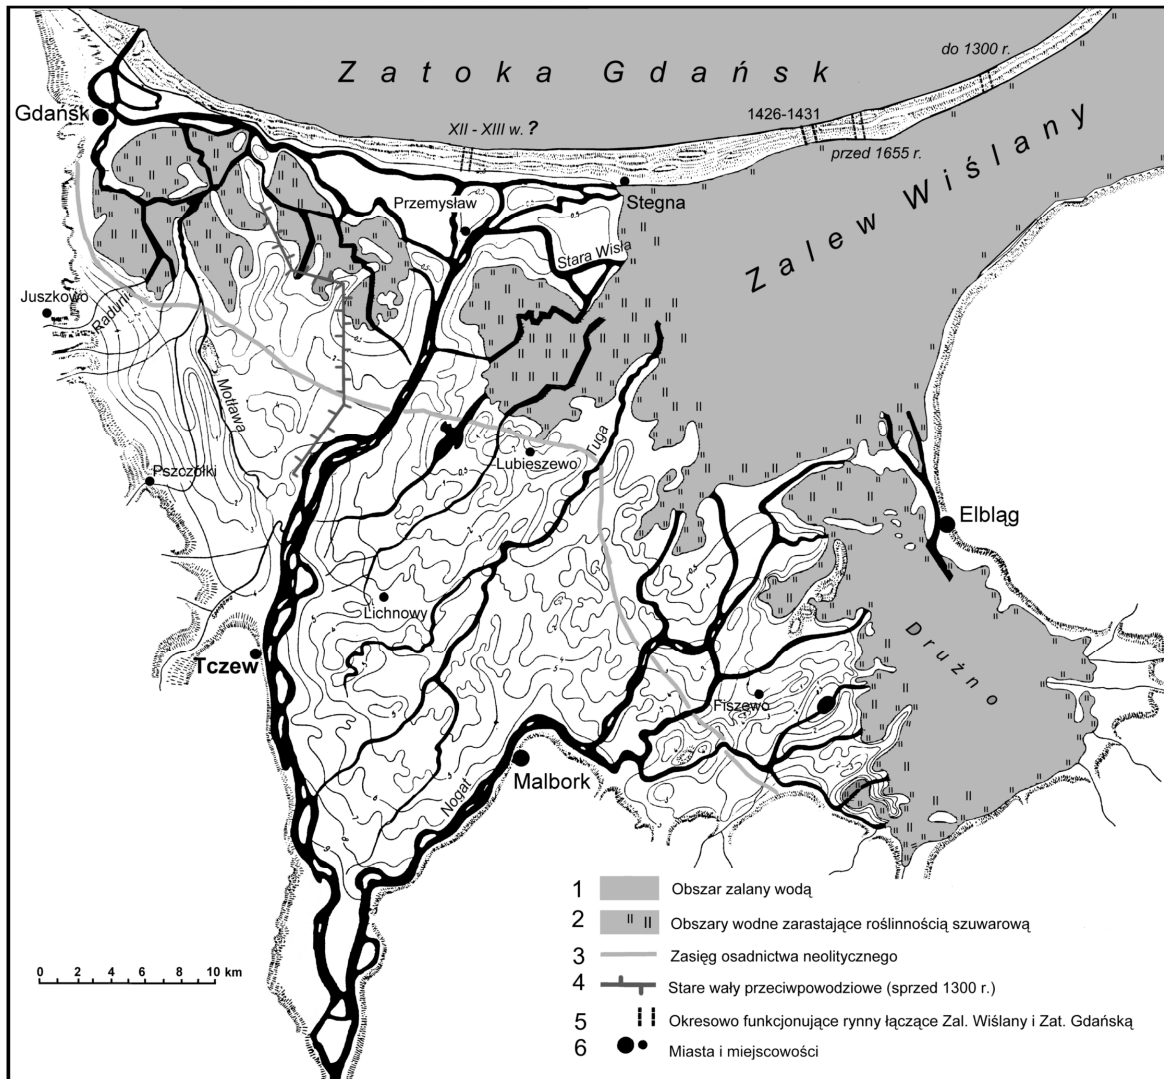 do 1300 r.
Zatoka Gdańsk
1426-1431
Gdańsk
XII - XIII w. ?
przed 1655 r.
Zalew Wiślany
Przemysław
Stegna
Stara Wisła
Juszkowo
Radunia
Motława
Pszczółki
Lubieszewo
Tuga
Elbląg
Lichnowy
Tczew
Drużno
Fiszewo
Malbork
Nogat
1 Obszar zalany wodą
2 Obszary wodne zarastające roślinnością szuwarową
3 Zasięg osadnictwa neolitycznego
4 Stare wały przeciwpowodziowe (sprzed 1300 r.)
5 Okresowo funkcjonujące rynny łączące Zal. Wiślany i Zat. Gdańską
6 Miasta i miejscowości
0 2 4 6 8 10 km